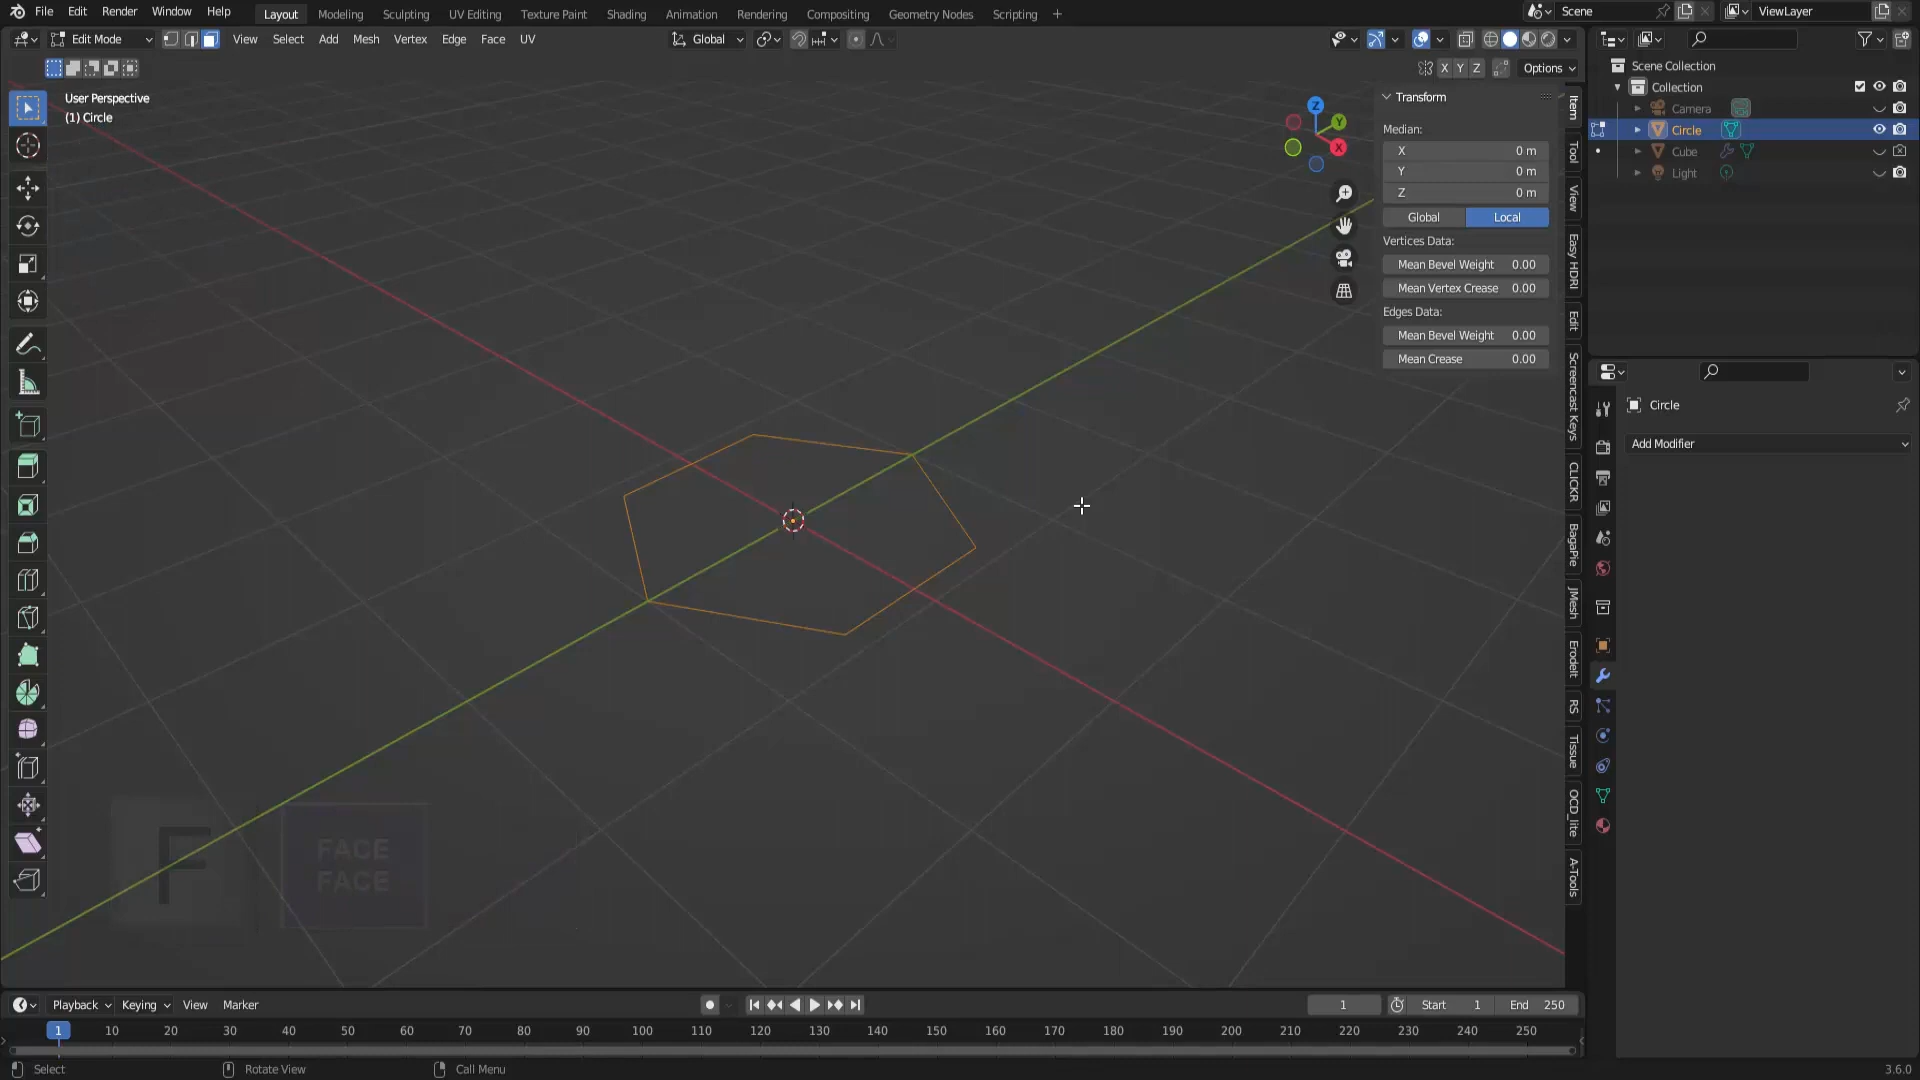 File Edit Render Window Help Layout Modeling Sculpting UV Editing Texture Paint Shading Animation Rendering Compositing Geometry Nodes Scripting + Scene ViewLayer
Edit Mode View Select Add Mesh Vertex Edge Face UV Global
X Y Z Options
User Perspective
(1) Circle
Z
Y
X
Transform
Median:
X 0 m
Y 0 m
Z 0 m
Global Local
Vertices Data:
Mean Bevel Weight 0.00
Mean Vertex Crease 0.00
Edges Data:
Mean Bevel Weight 0.00
Mean Crease 0.00
Item
Tool
View
Easy HDRI
Edit
Screencast Keys
CLICKR
BagaPie
JMesh
Erodelt
RS
Tissue
OCD_lite
A-Tools
Scene Collection
Collection
Camera
Circle
Cube
Light
Circle
Add Modifier
F
FACE
FACE
Playback Keying View Marker 1 Start 1 End 250
1 10 20 30 40 50 60 70 80 90 100 110 120 130 140 150 160 170 180 190 200 210 220 230 240 250
Select Rotate View Call Menu 3.6.0